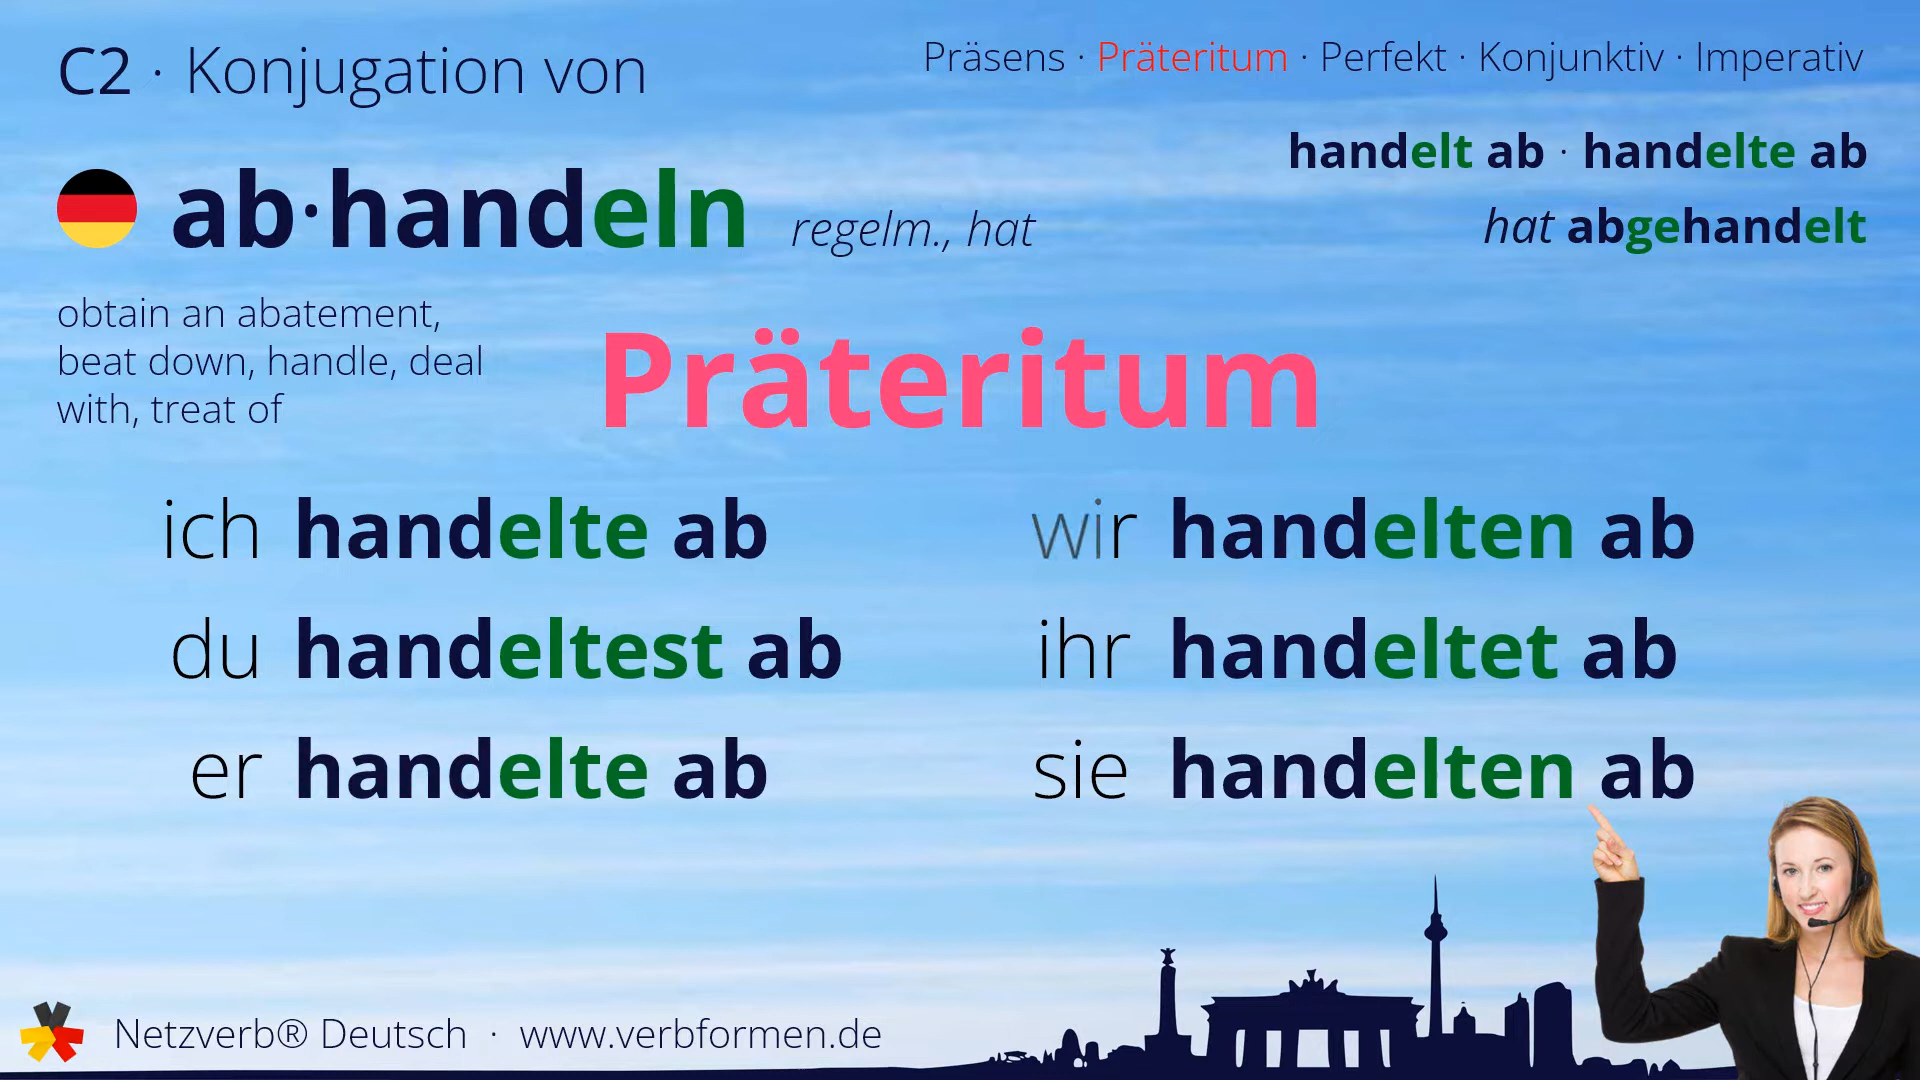 C2 · Konjugation von
Präsens · Präteritum · Perfekt · Konjunktiv · Imperativ
ab·handeln regelm., hat
handelt ab · handelte ab
hat abgehandelt
obtain an abatement,
beat down, handle, deal
with, treat of
Präteritum
ich handelte ab
du handeltest ab
er handelte ab
wir handelten ab
ihr handeltet ab
sie handelten ab
Netzverb® Deutsch · www.verbformen.de